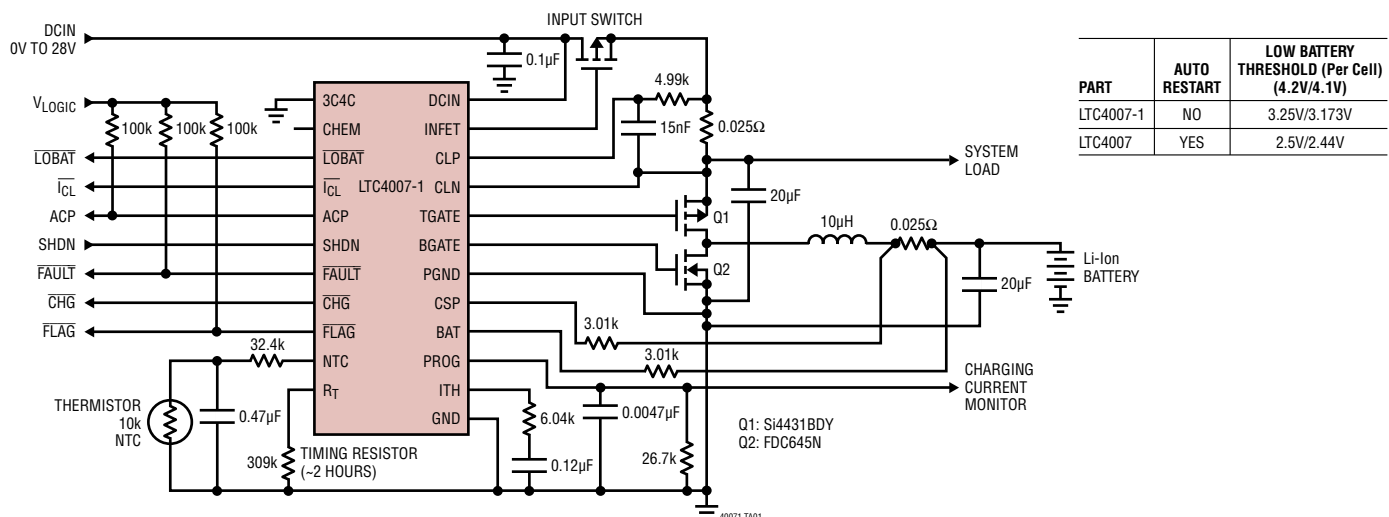 DCIN
0V TO 28V
INPUT SWITCH
0.1µF
V_LOGIC
100k
100k
100k
LOBAT
I_CL
ACP
SHDN
FAULT
CHG
FLAG
3C4C
CHEM
LOBAT
I_CL
ACP
SHDN
FAULT
CHG
FLAG
NTC
R_T
LTC4007-1
DCIN
INFET
CLP
CLN
TGATE
BGATE
PGND
CSP
BAT
PROG
ITH
GND
4.99k
15nF
0.025Ω
SYSTEM
LOAD
20µF
Q1
10µH
0.025Ω
Q2
20µF
Li-Ion
BATTERY
3.01k
3.01k
32.4k
THERMISTOR
10k
NTC
0.47µF
309k
TIMING RESISTOR
(~2 HOURS)
6.04k
0.12µF
0.0047µF
26.7k
CHARGING
CURRENT
MONITOR
Q1: Si4431BDY
Q2: FDC645N
40071 TA01
PART
AUTO
RESTART
LOW BATTERY
THRESHOLD (Per Cell)
(4.2V/4.1V)
LTC4007-1 NO 3.25V/3.173V
LTC4007 YES 2.5V/2.44V